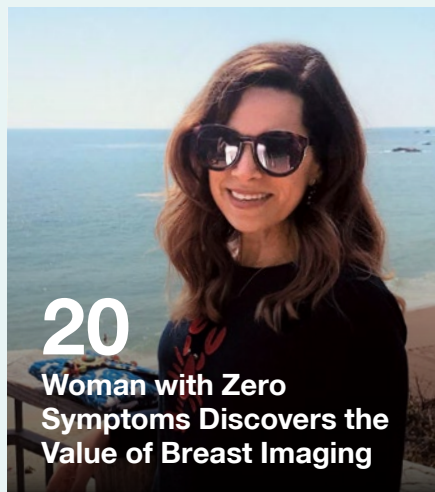 20
Woman with Zero
Symptoms Discovers the
Value of Breast Imaging